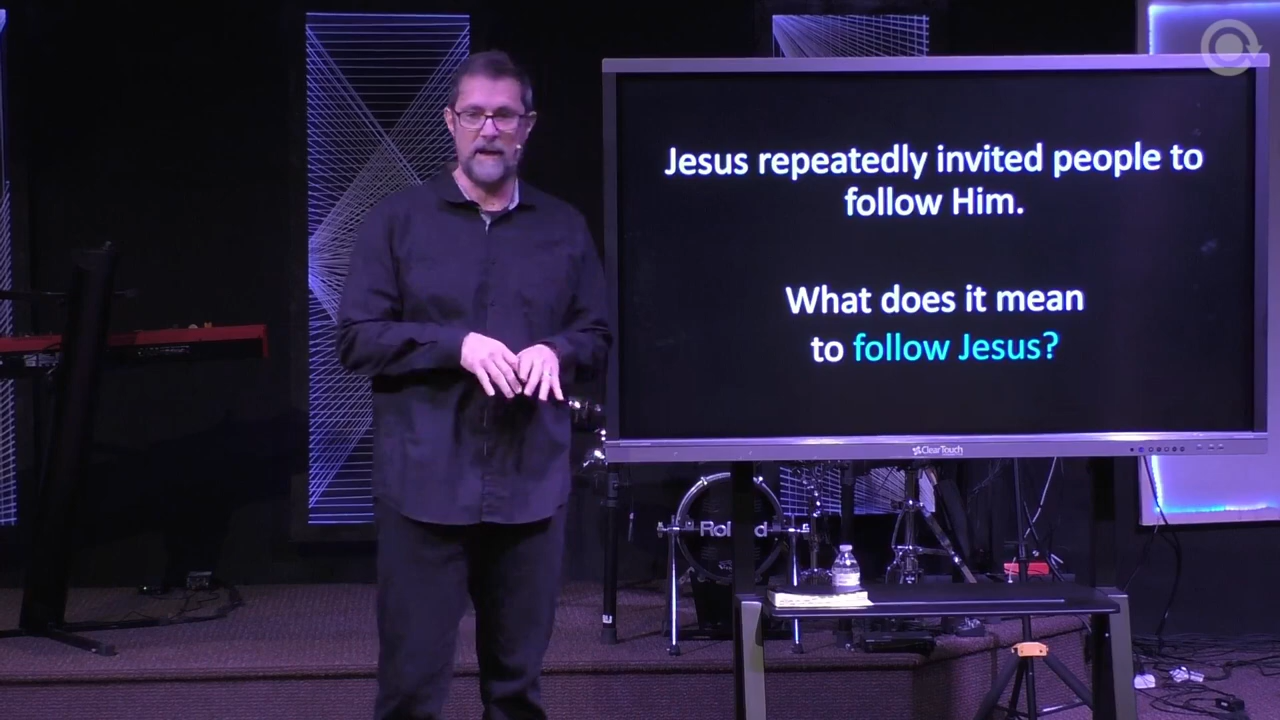 Jesus repeatedly invited people to
follow Him.
What does it mean
to follow Jesus?
ClearTouch
Roland